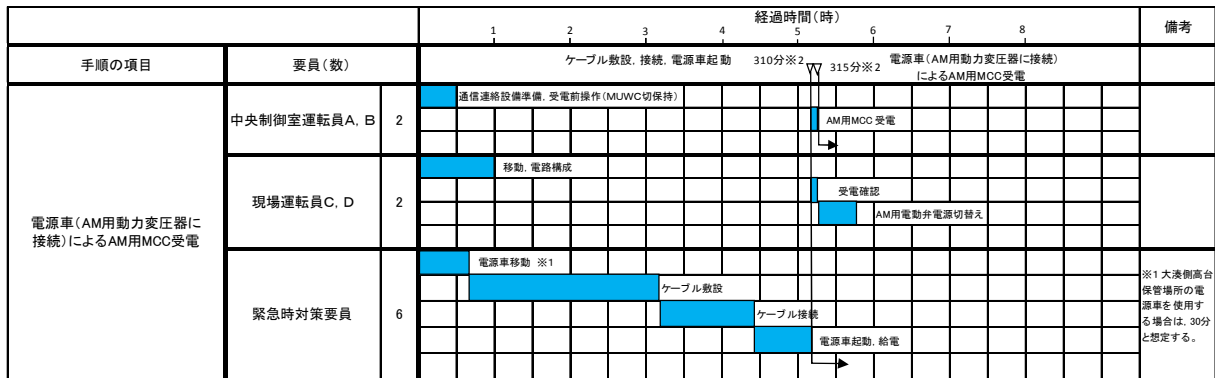 経過時間(時)
備考
1 2 3 4 5 6 7 8
手順の項目
要員(数)
ケーブル敷設, 接続, 電源車起動 310分※2
315分※2
電源車(AM用動力変圧器に接続)
によるAM用MCC受電
電源車(AM用動力変圧器に
接続)によるAM用MCC受電
中央制御室運転員A, B
2
通信連絡設備準備, 受電前操作(MUWC切保持)
AM用MCC 受電
現場運転員C, D
2
移動, 電路構成
受電確認
AM用電動弁電源切替え
緊急時対策要員
6
電源車移動 ※1
ケーブル敷設
ケーブル接続
電源車起動, 給電
※1 大湊側高台
保管場所の電
源車を使用す
る場合は, 30分
と想定する。